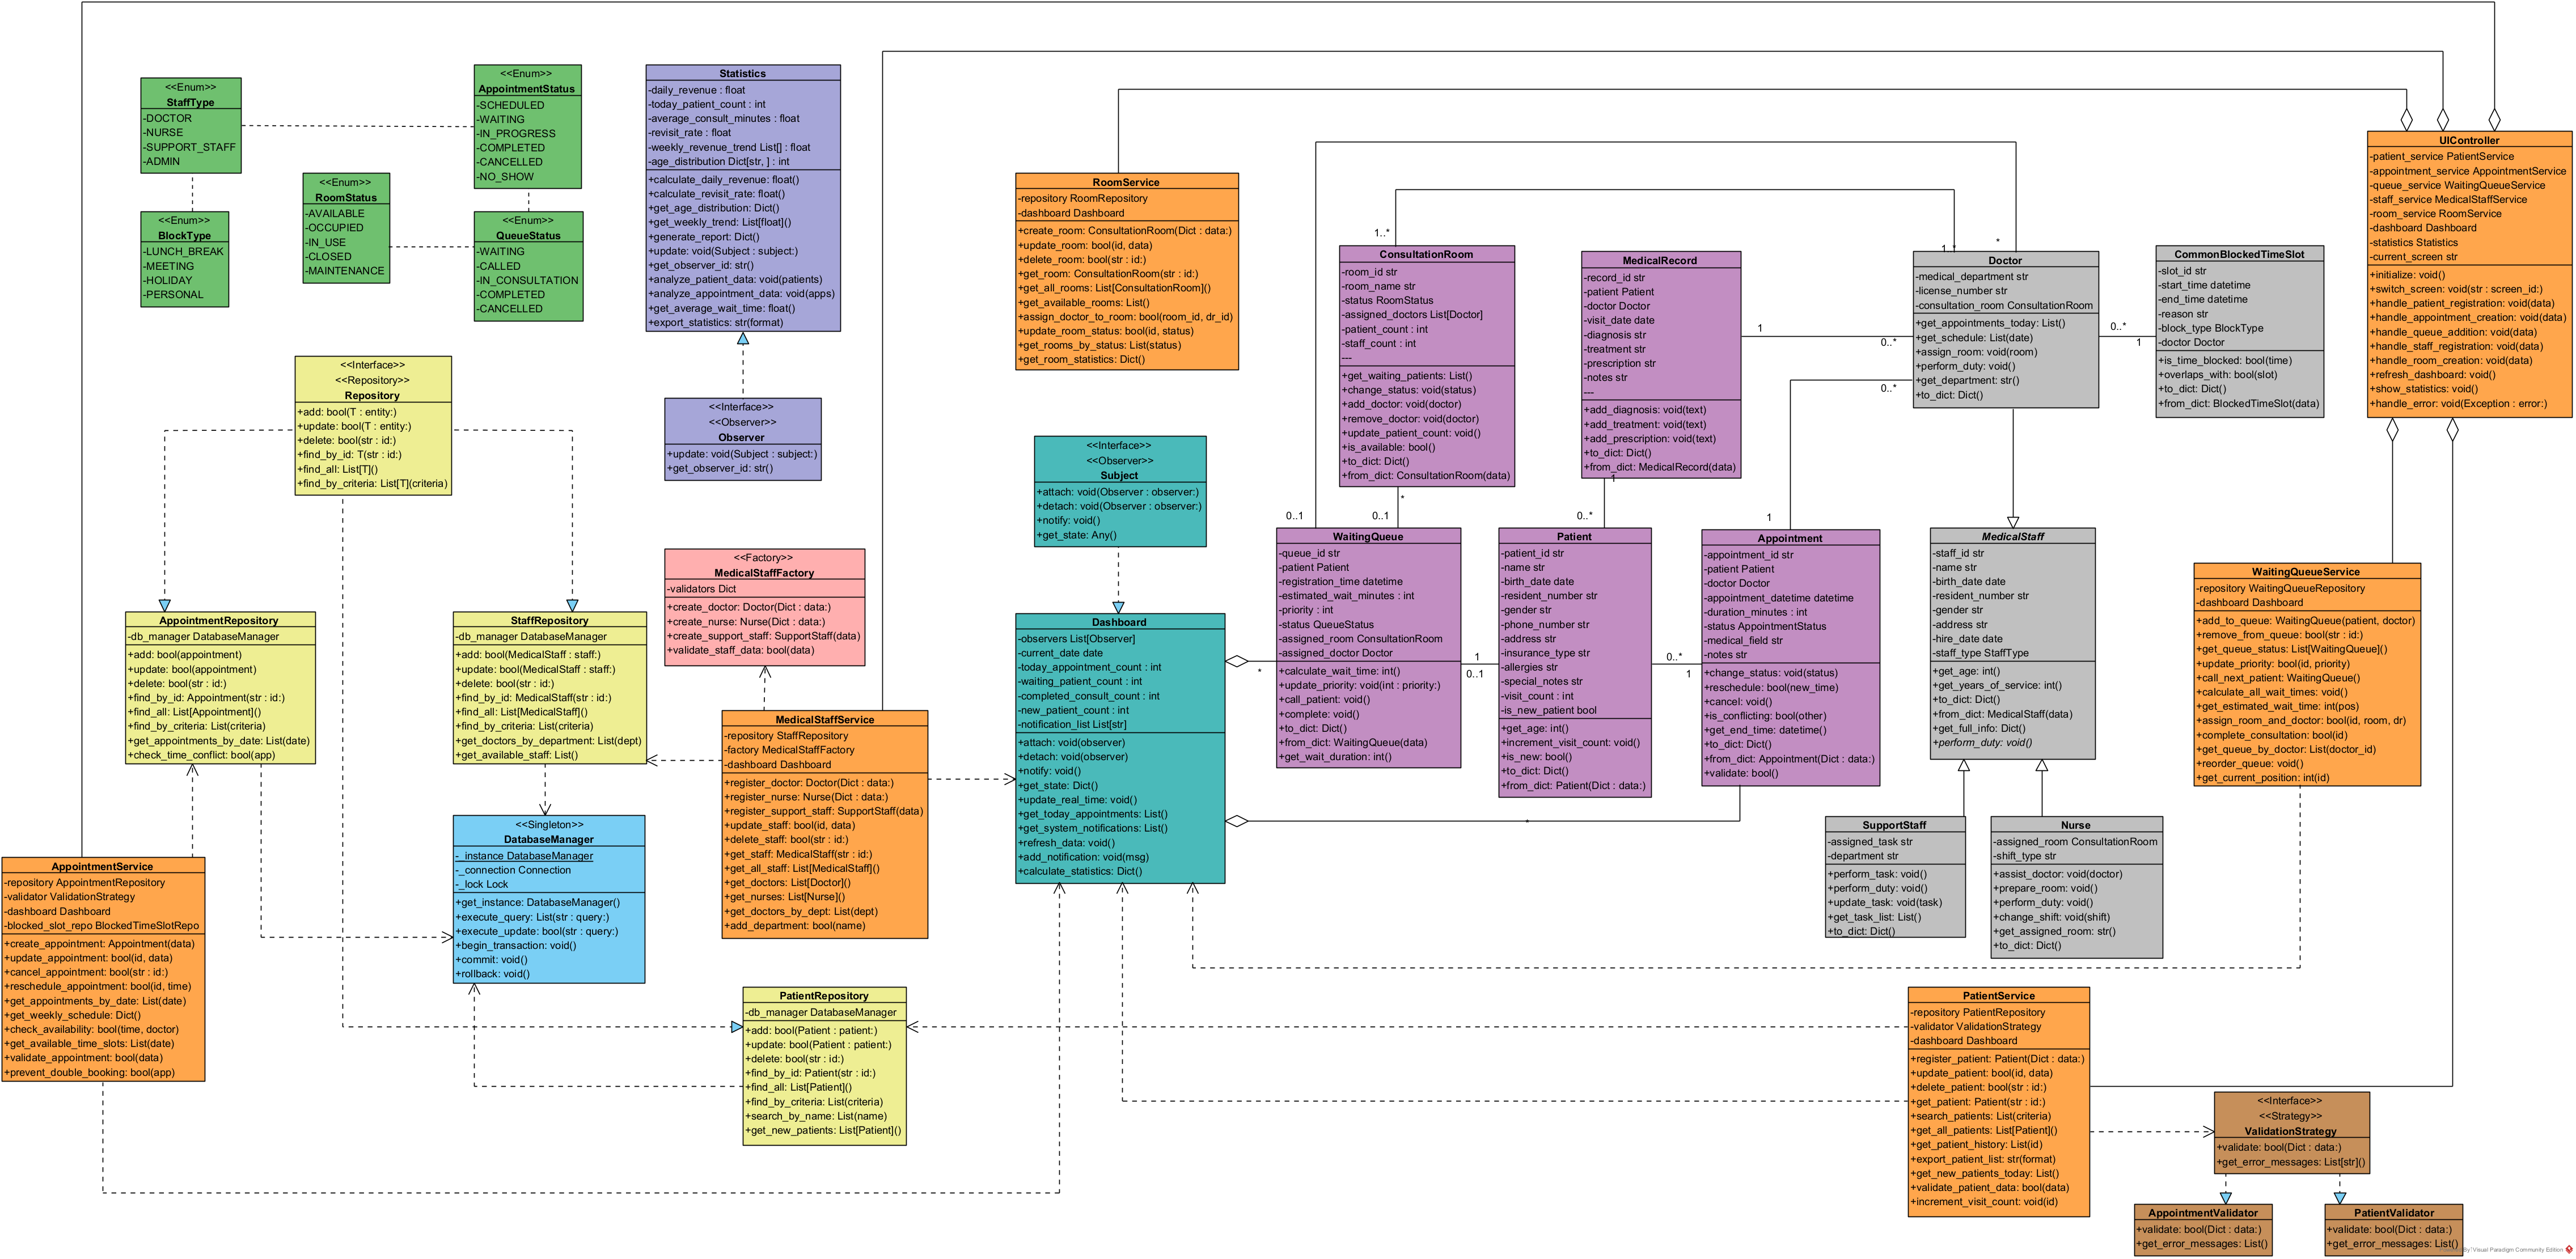 <<Enum>>
StaffType
-DOCTOR
-NURSE
-SUPPORT_STAFF
-ADMIN
<<Enum>>
AppointmentStatus
-SCHEDULED
-WAITING
-IN_PROGRESS
-COMPLETED
-CANCELLED
-NO_SHOW
<<Enum>>
RoomStatus
-AVAILABLE
-OCCUPIED
-IN_USE
-CLOSED
-MAINTENANCE
<<Enum>>
BlockType
-LUNCH_BREAK
-MEETING
-HOLIDAY
-PERSONAL
<<Enum>>
QueueStatus
-WAITING
-CALLED
-IN_CONSULTATION
-COMPLETED
-CANCELLED
Statistics
-daily_revenue : float
-today_patient_count : int
-average_consult_minutes : float
-revisit_rate : float
-weekly_revenue_trend List[] : float
-age_distribution Dict[str, ] : int
+calculate_daily_revenue: float()
+calculate_revisit_rate: float()
+get_age_distribution: Dict()
+get_weekly_trend: List[float]()
+generate_report: Dict()
+update: void(Subject : subject:)
+get_observer_id: str()
+analyze_patient_data: void(patients)
+analyze_appointment_data: void(apps)
+get_average_wait_time: float()
+export_statistics: str(format)
<<Interface>>
<<Observer>>
Observer
+update: void(Subject : subject:)
+get_observer_id: str()
<<Interface>>
<<Repository>>
Repository
+add: bool(T : entity:)
+update: bool(T : entity:)
+delete: bool(str : id:)
+find_by_id: T(str : id:)
+find_all: List[T]()
+find_by_criteria: List[T](criteria)
RoomService
-repository RoomRepository
-dashboard Dashboard
+create_room: ConsultationRoom(Dict : data:)
+update_room: bool(id, data)
+delete_room: bool(str : id:)
+get_room: ConsultationRoom(str : id:)
+get_all_rooms: List[ConsultationRoom]()
+get_available_rooms: List()
+assign_doctor_to_room: bool(room_id, dr_id)
+update_room_status: bool(id, status)
+get_rooms_by_status: List(status)
+get_room_statistics: Dict()
1..*
ConsultationRoom
-room_id str
-room_name str
-status RoomStatus
-assigned_doctors List[Doctor]
-patient_count : int
-staff_count : int
---
+get_waiting_patients: List()
+change_status: void(status)
+add_doctor: void(doctor)
+remove_doctor: void(doctor)
+update_patient_count: void()
+is_available: bool()
+to_dict: Dict()
+from_dict: ConsultationRoom(data)
*
0..1
0..1
MedicalRecord
-record_id str
-patient Patient
-doctor Doctor
-visit_date date
-diagnosis str
-treatment str
-prescription str
-notes str
---
+add_diagnosis: void(text)
+add_treatment: void(text)
+add_prescription: void(text)
+to_dict: Dict()
+from_dict: MedicalRecord(data)
1
0..*
1
0..*
1..*
*
Doctor
-medical_department str
-license_number str
-consultation_room ConsultationRoom
+get_appointments_today: List()
+get_schedule: List(date)
+assign_room: void(room)
+perform_duty: void()
+get_department: str()
+to_dict: Dict()
0..*
1
0..*
1
CommonBlockedTimeSlot
-slot_id str
-start_time datetime
-end_time datetime
-reason str
-block_type BlockType
-doctor Doctor
+is_time_blocked: bool(time)
+overlaps_with: bool(slot)
+to_dict: Dict()
+from_dict: BlockedTimeSlot(data)
UIController
-patient_service PatientService
-appointment_service AppointmentService
-queue_service WaitingQueueService
-staff_service MedicalStaffService
-room_service RoomService
-dashboard Dashboard
-statistics Statistics
-current_screen str
+initialize: void()
+switch_screen: void(str : screen_id:)
+handle_patient_registration: void(data)
+handle_appointment_creation: void(data)
+handle_queue_addition: void(data)
+handle_staff_registration: void(data)
+handle_room_creation: void(data)
+refresh_dashboard: void()
+show_statistics: void()
+handle_error: void(Exception : error:)
<<Interface>>
<<Observer>>
Subject
+attach: void(Observer : observer:)
+detach: void(Observer : observer:)
+notify: void()
+get_state: Any()
AppointmentRepository
-db_manager DatabaseManager
+add: bool(appointment)
+update: bool(appointment)
+delete: bool(str : id:)
+find_by_id: Appointment(str : id:)
+find_all: List[Appointment]()
+find_by_criteria: List(criteria)
+get_appointments_by_date: List(date)
+check_time_conflict: bool(app)
StaffRepository
-db_manager DatabaseManager
+add: bool(MedicalStaff : staff:)
+update: bool(MedicalStaff : staff:)
+delete: bool(str : id:)
+find_by_id: MedicalStaff(str : id:)
+find_all: List[MedicalStaff]()
+find_by_criteria: List(criteria)
+get_doctors_by_department: List(dept)
+get_available_staff: List()
<<Factory>>
MedicalStaffFactory
-validators Dict
+create_doctor: Doctor(Dict : data:)
+create_nurse: Nurse(Dict : data:)
+create_support_staff: SupportStaff(data)
+validate_staff_data: bool(data)
MedicalStaffService
-repository StaffRepository
-factory MedicalStaffFactory
-dashboard Dashboard
+register_doctor: Doctor(Dict : data:)
+register_nurse: Nurse(Dict : data:)
+register_support_staff: SupportStaff(data)
+update_staff: bool(id, data)
+delete_staff: bool(str : id:)
+get_staff: MedicalStaff(str : id:)
+get_all_staff: List[MedicalStaff]()
+get_doctors: List[Doctor]()
+get_nurses: List[Nurse]()
+get_doctors_by_dept: List(dept)
+add_department: bool(name)
Dashboard
-observers List[Observer]
-current_date date
-today_appointment_count : int
-waiting_patient_count : int
-completed_consult_count : int
-new_patient_count : int
-notification_list List[str]
+attach: void(observer)
+detach: void(observer)
+notify: void()
+get_state: Dict()
+update_real_time: void()
+get_today_appointments: List()
+get_system_notifications: List()
+refresh_data: void()
+add_notification: void(msg)
+calculate_statistics: Dict()
*
*
WaitingQueue
-queue_id str
-patient Patient
-registration_time datetime
-estimated_wait_minutes : int
-priority : int
-status QueueStatus
-assigned_room ConsultationRoom
-assigned_doctor Doctor
+calculate_wait_time: int()
+update_priority: void(int : priority:)
+call_patient: void()
+complete: void()
+to_dict: Dict()
+from_dict: WaitingQueue(data)
+get_wait_duration: int()
1
0..1
Patient
-patient_id str
-name str
-birth_date date
-resident_number str
-gender str
-phone_number str
-address str
-insurance_type str
-allergies str
-special_notes str
-visit_count : int
-is_new_patient bool
+get_age: int()
+increment_visit_count: void()
+is_new: bool()
+to_dict: Dict()
+from_dict: Patient(Dict : data:)
0..*
1
Appointment
-appointment_id str
-patient Patient
-doctor Doctor
-appointment_datetime datetime
-duration_minutes : int
-status AppointmentStatus
-medical_field str
-notes str
+change_status: void(status)
+reschedule: bool(new_time)
+cancel: void()
+is_conflicting: bool(other)
+get_end_time: datetime()
+to_dict: Dict()
+from_dict: Appointment(Dict : data:)
+validate: bool()
MedicalStaff
-staff_id str
-name str
-birth_date date
-resident_number str
-gender str
-address str
-hire_date date
-staff_type StaffType
+get_age: int()
+get_years_of_service: int()
+to_dict: Dict()
+from_dict: MedicalStaff(data)
+get_full_info: Dict()
+perform_duty: void()
WaitingQueueService
-repository WaitingQueueRepository
-dashboard Dashboard
+add_to_queue: WaitingQueue(patient, doctor)
+remove_from_queue: bool(str : id:)
+get_queue_status: List[WaitingQueue]()
+update_priority: bool(id, priority)
+call_next_patient: WaitingQueue()
+calculate_all_wait_times: void()
+get_estimated_wait_time: int(pos)
+assign_room_and_doctor: bool(id, room, dr)
+complete_consultation: bool(id)
+get_queue_by_doctor: List(doctor_id)
+reorder_queue: void()
+get_current_position: int(id)
SupportStaff
-assigned_task str
-department str
+perform_task: void()
+perform_duty: void()
+update_task: void(task)
+get_task_list: List()
+to_dict: Dict()
Nurse
-assigned_room ConsultationRoom
-shift_type str
+assist_doctor: void(doctor)
+prepare_room: void()
+perform_duty: void()
+change_shift: void(shift)
+get_assigned_room: str()
+to_dict: Dict()
<<Singleton>>
DatabaseManager
-_instance DatabaseManager
-_connection Connection
-_lock Lock
+get_instance: DatabaseManager()
+execute_query: List(str : query:)
+execute_update: bool(str : query:)
+begin_transaction: void()
+commit: void()
+rollback: void()
AppointmentService
-repository AppointmentRepository
-validator ValidationStrategy
-dashboard Dashboard
-blocked_slot_repo BlockedTimeSlotRepo
+create_appointment: Appointment(data)
+update_appointment: bool(id, data)
+cancel_appointment: bool(str : id:)
+reschedule_appointment: bool(id, time)
+get_appointments_by_date: List(date)
+get_weekly_schedule: Dict()
+check_availability: bool(time, doctor)
+get_available_time_slots: List(date)
+validate_appointment: bool(data)
+prevent_double_booking: bool(app)
PatientRepository
-db_manager DatabaseManager
+add: bool(Patient : patient:)
+update: bool(Patient : patient:)
+delete: bool(str : id:)
+find_by_id: Patient(str : id:)
+find_all: List[Patient]()
+find_by_criteria: List(criteria)
+search_by_name: List(name)
+get_new_patients: List[Patient]()
PatientService
-repository PatientRepository
-validator ValidationStrategy
-dashboard Dashboard
+register_patient: Patient(Dict : data:)
+update_patient: bool(id, data)
+delete_patient: bool(str : id:)
+get_patient: Patient(str : id:)
+search_patients: List(criteria)
+get_all_patients: List[Patient]()
+get_patient_history: List(id)
+export_patient_list: str(format)
+get_new_patients_today: List()
+validate_patient_data: bool(data)
+increment_visit_count: void(id)
<<Interface>>
<<Strategy>>
ValidationStrategy
+validate: bool(Dict : data:)
+get_error_messages: List[str]()
AppointmentValidator
+validate: bool(Dict : data:)
+get_error_messages: List()
PatientValidator
+validate: bool(Dict : data:)
+get_error_messages: List()
Visual Paradigm Community Edition